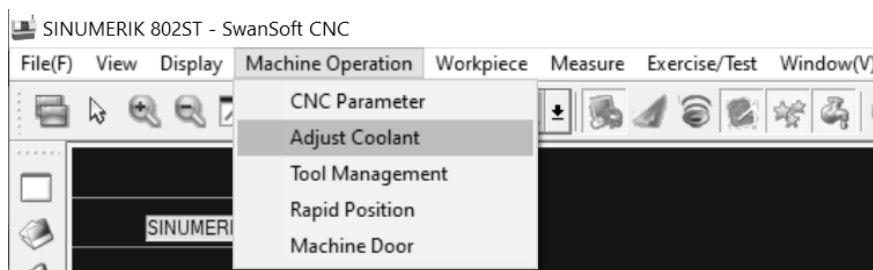 SINUMERIK 802ST - SwanSoft CNC
File(F) View Display Machine Operation Workpiece Measure Exercise/Test Window(V)
CNC Parameter
Adjust Coolant
Tool Management
Rapid Position
SINUMERI
Machine Door